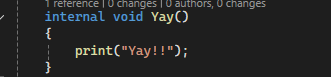 1 reference | 0 changes | 0 authors, 0 changes
internal void Yay()
{
print("Yay!!");
}